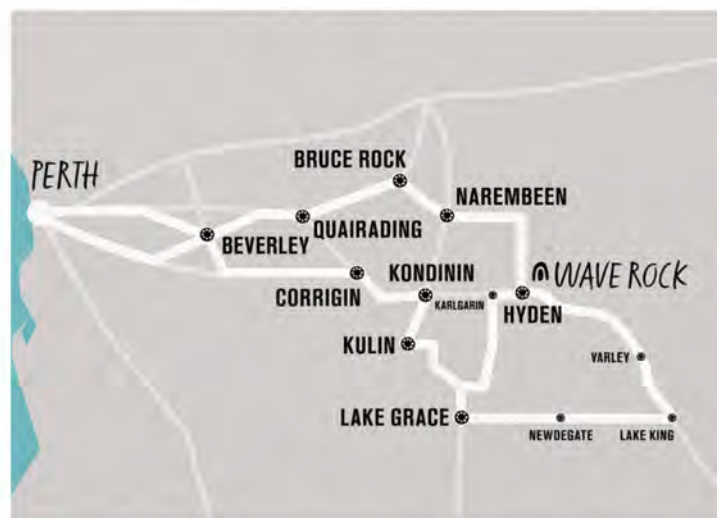 PERTH
BRUCE ROCK
NAREMBEEN
BEVERLEY
QUAIRADING
KONDININ
WAVE ROCK
CORRIGIN
KARLGARIN
HYDEN
KULIN
VARLEY
LAKE GRACE
NEWDEGATE
LAKE KING